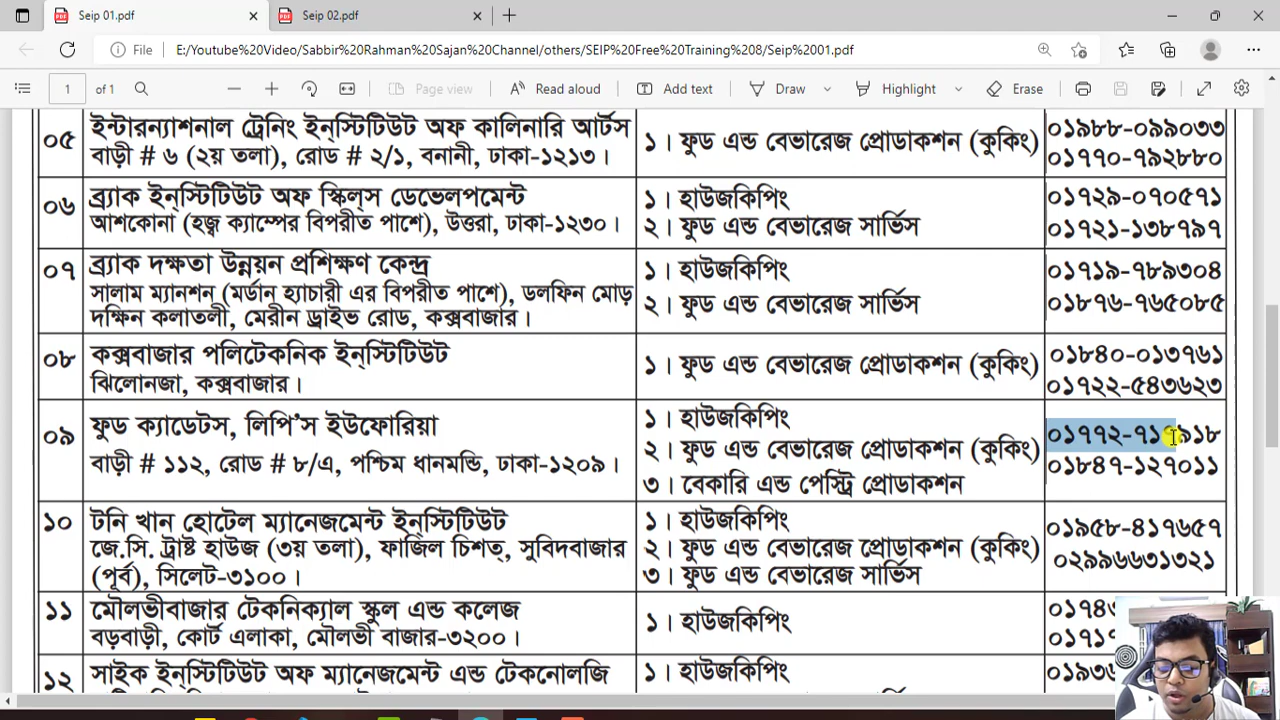 Seip 01.pdf
Seip 02.pdf
File
E:/Youtube%20Video/Sabbir%20Rahman%20Sajan%20Channel/others/SEIP%20Free%20Training%208/Seip%2001.pdf
1 of 1
Page view
Read aloud
Add text
Draw
Highlight
Erase
০৫ ইন্টারন্যাশনাল ট্রেনিং ইন্স্টিটিউট অফ কালিনারি আর্টস
বাড়ী # ৬ (২য় তলা), রোড # ২/১, বনানী, ঢাকা-১২১৩।
১। ফুড এন্ড বেভারেজ প্রোডাকশন (কুকিং)
০১৯৮৮-০৯৯০৩৩
০১৭৭০-৭৯২৮৮০
০৬ ব্র্যাক ইন্স্টিটিউট অফ স্কিল্স ডেভেলপমেন্ট
আশকোনা (হজ্ব ক্যাম্পের বিপরীত পাশে), উত্তরা, ঢাকা-১২৩০।
১। হাউজকিপিং
২। ফুড এন্ড বেভারেজ সার্ভিস
০১৭২৯-০৭০৫৭১
০১৭২১-১৩৮৭৯৭
০৭ ব্র্যাক দক্ষতা উন্নয়ন প্রশিক্ষণ কেন্দ্র
সালাম ম্যানশন (মর্ডান হ্যাচারী এর বিপরীত পাশে), ডলফিন মোড়
দক্ষিন কলাতলী, মেরীন ড্রাইভ রোড, কক্সবাজার।
১। হাউজকিপিং
২। ফুড এন্ড বেভারেজ সার্ভিস
০১৭১৯-৭৮৯৩০৪
০১৮৭৬-৭৬৫০৮৫
০৮ কক্সবাজার পলিটেকনিক ইন্স্টিটিউট
ঝিলোনজা, কক্সবাজার।
১। ফুড এন্ড বেভারেজ প্রোডাকশন (কুকিং)
০১৮৪০-০১৩৭৬১
০১৭২২-৫৪৩৬২৩
০৯ ফুড ক্যাডেটস, লিপি'স ইউফোরিয়া
বাড়ী # ১১২, রোড # ৮/এ, পশ্চিম ধানমন্ডি, ঢাকা-১২০৯।
১। হাউজকিপিং
২। ফুড এন্ড বেভারেজ প্রোডাকশন (কুকিং)
৩। বেকারি এন্ড পেস্ট্রি প্রোডাকশন
০১৮৪৭-১২৭০১১
১০ টনি খান হোটেল ম্যানেজমেন্ট ইন্স্টিটিউট
জে.সি. ট্রাষ্ট হাউজ (৩য় তলা), ফাজিল চিশত্, সুবিদবাজার
(পূর্ব), সিলেট-৩১০০।
১। হাউজকিপিং
২। ফুড এন্ড বেভারেজ প্রোডাকশন (কুকিং)
৩। ফুড এন্ড বেভারেজ সার্ভিস
০১৯৫৮-৪১৭৬৫৭
০২৯৯৬৬৩১৩২১
১১ মৌলভীবাজার টেকনিক্যাল স্কুল এন্ড কলেজ
বড়বাড়ী, কোর্ট এলাকা, মৌলভী বাজার-৩২০০।
১। হাউজকিপিং
১২ সাইক ইন্স্টিটিউট অফ ম্যানেজমেন্ট এন্ড টেকনোলজি
১। হাউজকিপিং